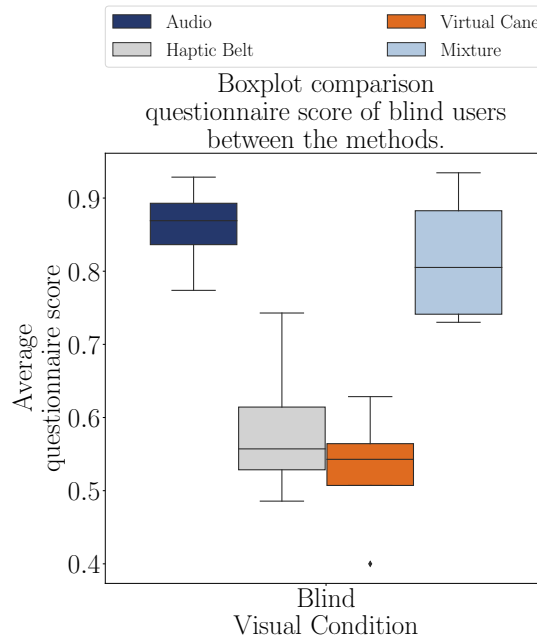 Audio
Haptic Belt
Virtual Cane
Mixture
Boxplot comparison
questionnaire score of blind users
between the methods.
Average
questionnaire score
0.9
0.8
0.7
0.6
0.5
0.4
Blind
Visual Condition